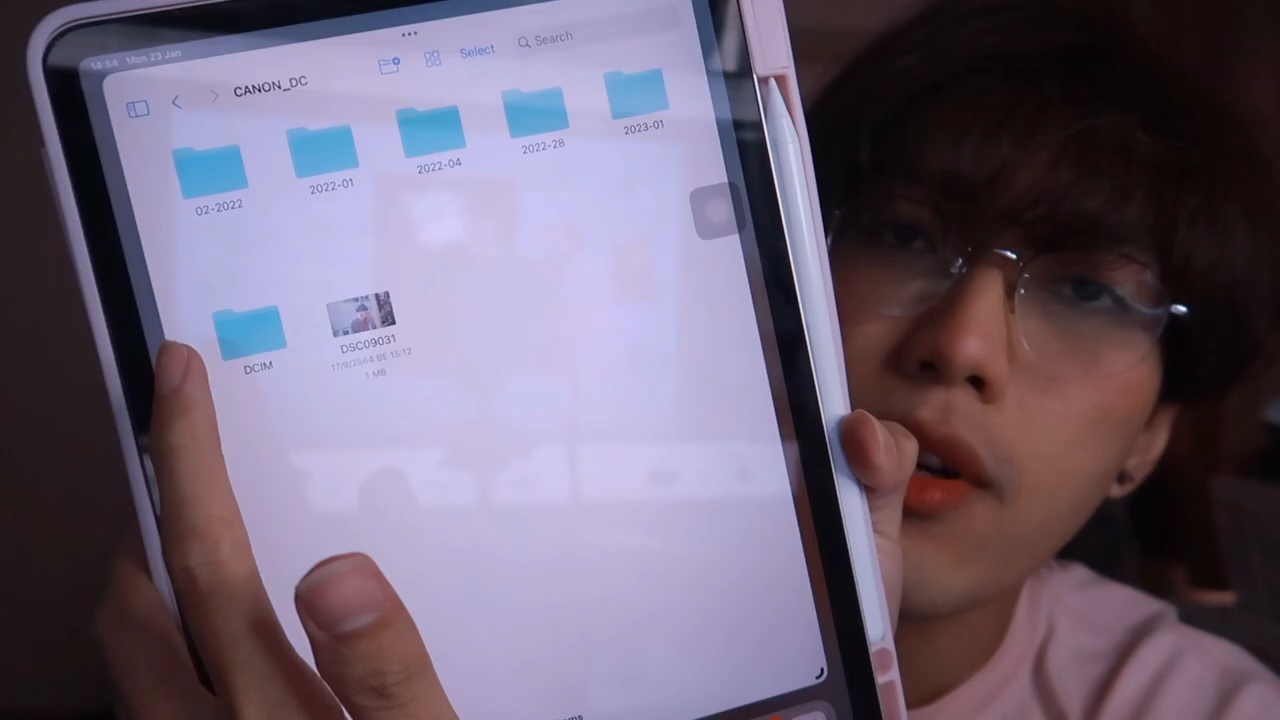 14:54 Mon 23 Jan
CANON_DC
Select
Search
02-2022
2022-01
2022-04
2022-28
2023-01
DCIM
DSC09031
17/9/2564 BE 15:12
1 MB